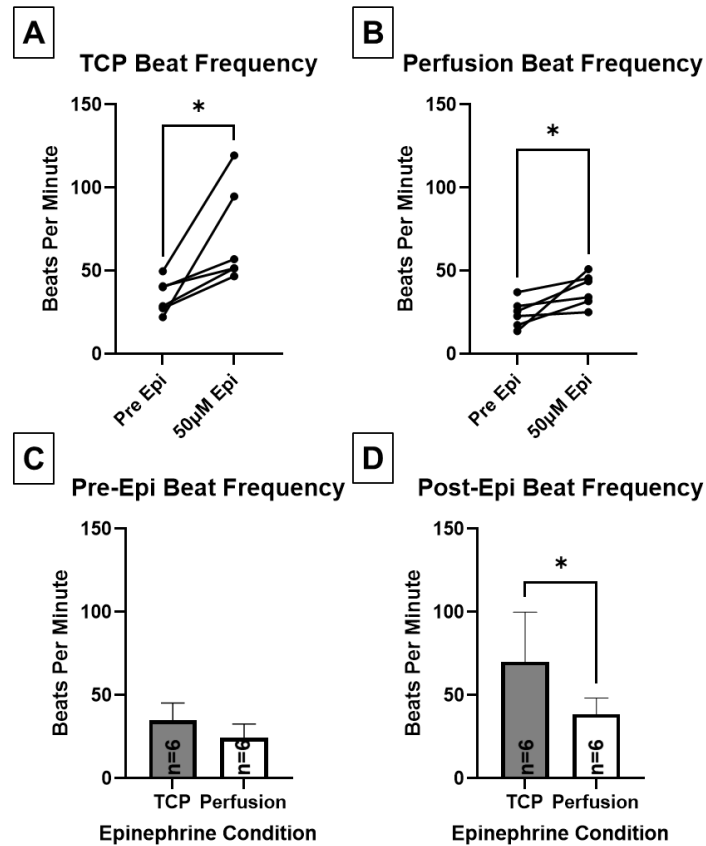 A
TCP Beat Frequency
Beats Per Minute
150
100
50
0
*
Pre Epi
50µM Epi
B
Perfusion Beat Frequency
Beats Per Minute
150
100
50
0
*
Pre Epi
50µM Epi
C
Pre-Epi Beat Frequency
Beats Per Minute
150
100
50
0
n=6
n=6
TCP Perfusion
Epinephrine Condition
D
Post-Epi Beat Frequency
Beats Per Minute
150
100
50
0
*
n=6
n=6
TCP Perfusion
Epinephrine Condition